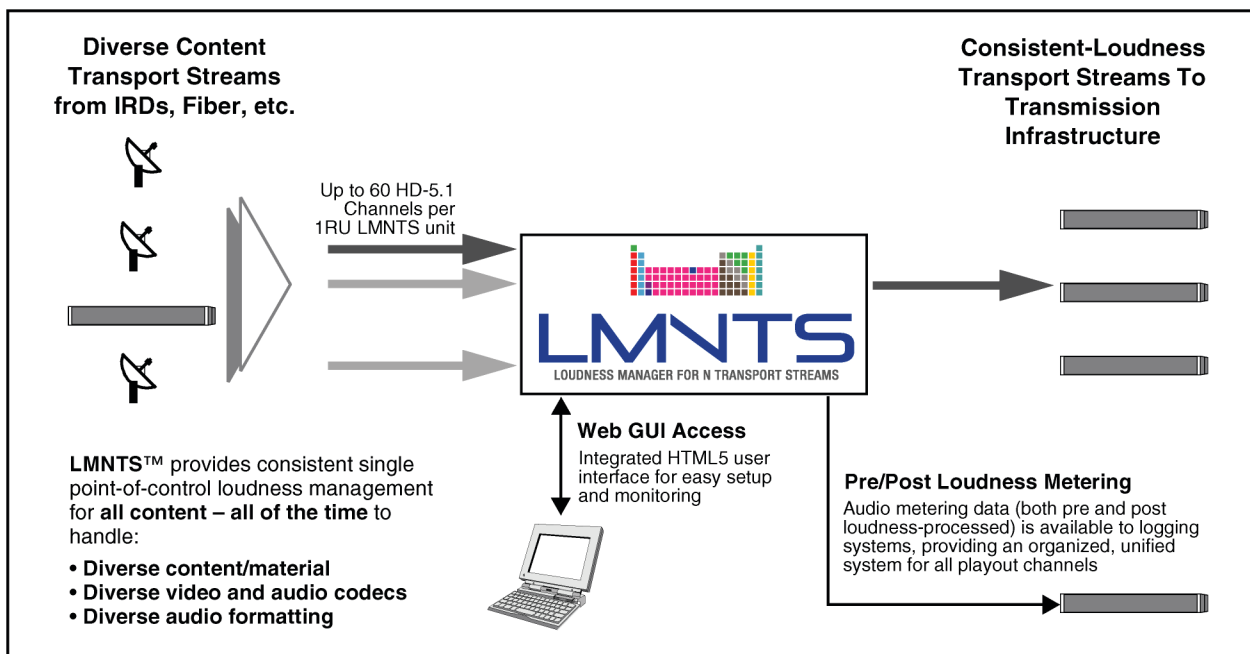 Diverse Content
Transport Streams
from IRDs, Fiber, etc.
Consistent-Loudness
Transport Streams To
Transmission
Infrastructure
Up to 60 HD-5.1
Channels per
1RU LMNTS unit
LMNTS
LOUDNESS MANAGER FOR N TRANSPORT STREAMS
Web GUI Access
Integrated HTML5 user
interface for easy setup
and monitoring
LMNTS™ provides consistent single
point-of-control loudness management
for all content – all of the time to
handle:
• Diverse content/material
• Diverse video and audio codecs
• Diverse audio formatting
Pre/Post Loudness Metering
Audio metering data (both pre and post
loudness-processed) is available to logging
systems, providing an organized, unified
system for all playout channels